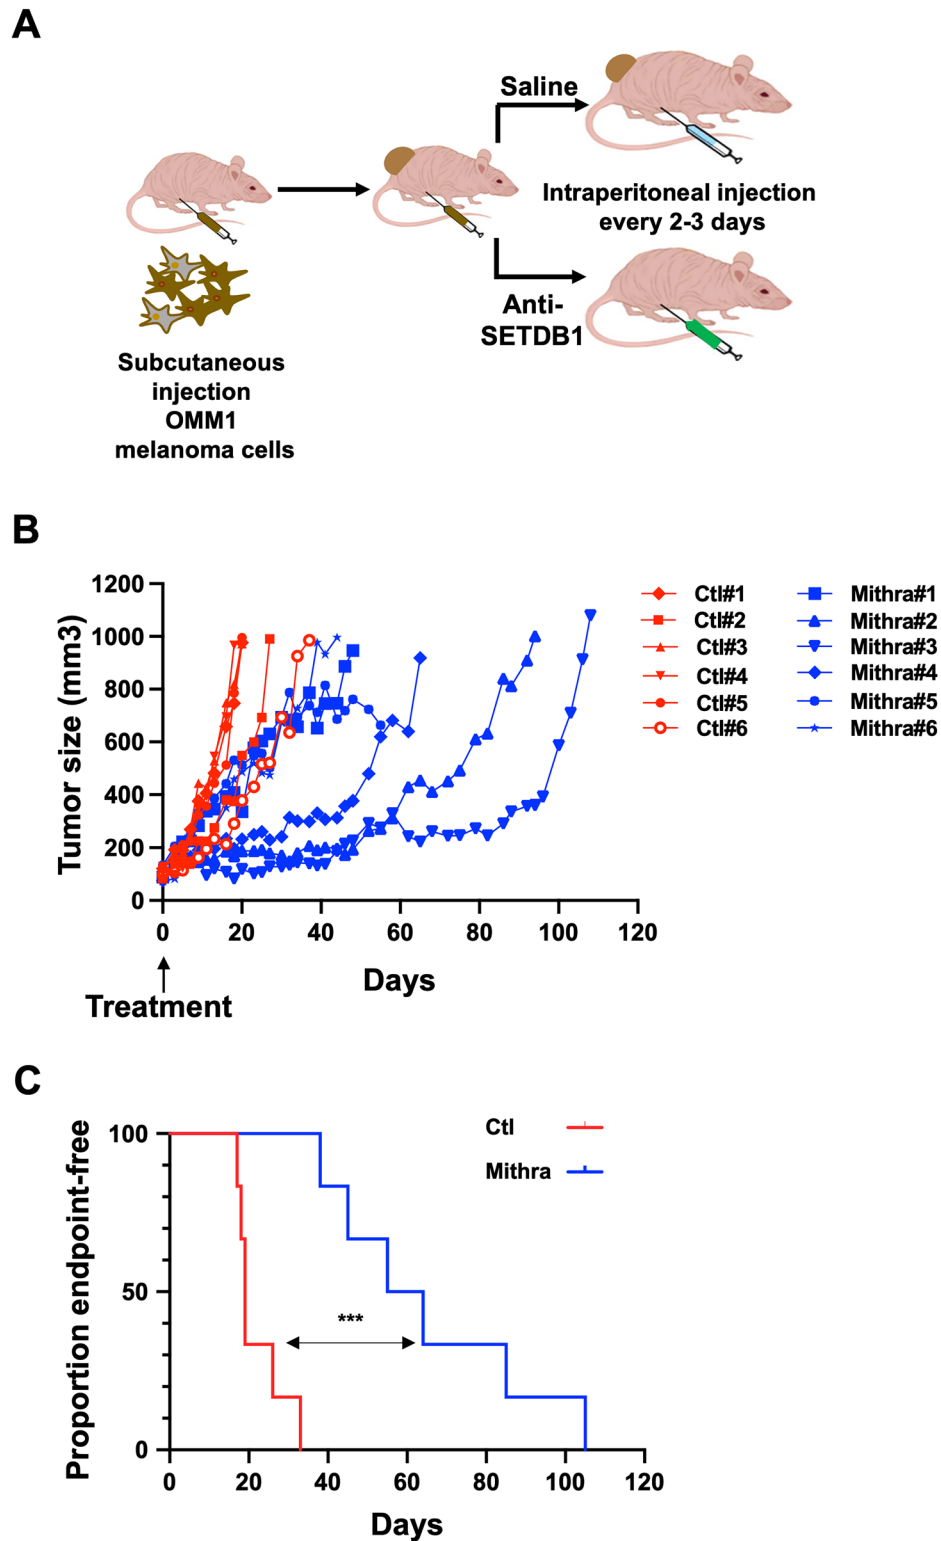 A
Saline
Intraperitoneal injection
every 2-3 days
Anti-
SETDB1
Subcutaneous
injection
OMM1
melanoma cells
B
Tumor size (mm3)
1200
1000
800
600
400
200
0
0 20 40 60 80 100 120
Days
Treatment
Ctl#1
Ctl#2
Ctl#3
Ctl#4
Ctl#5
Ctl#6
Mithra#1
Mithra#2
Mithra#3
Mithra#4
Mithra#5
Mithra#6
C
Proportion endpoint-free
100
50
0
Ctl
Mithra
***
0 20 40 60 80 100 120
Days